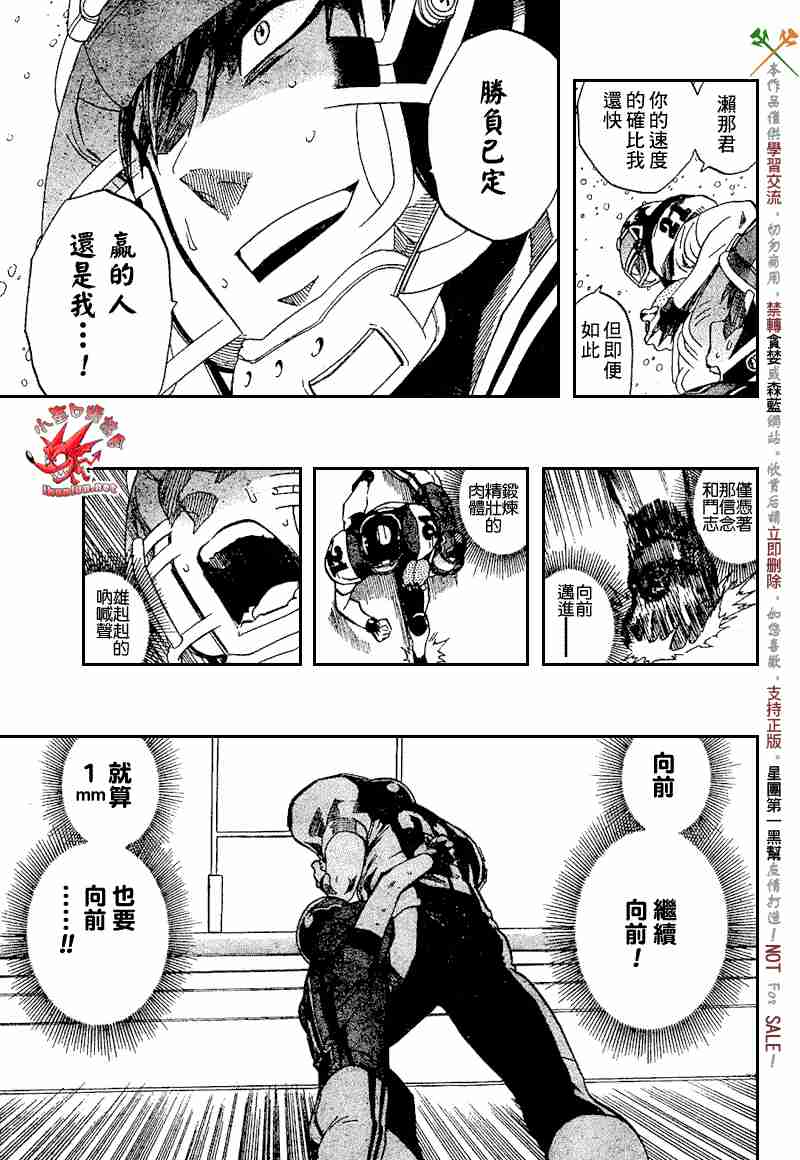 瀨那君
你的速度
的確比我
還快
但即便
如此
勝負已定
贏的人
還是我…！
僅憑著
那信念
和鬥志
向前
邁進——
鍛煉
精壯的
肉體
雄赳赳的
吶喊聲
向前
繼續
向前！
就算
1mm
也要
向前
……!!
21
本作品僅供學習交流，切勿商用，禁轉貪婪或森藍網站。欣賞后請立即刪除，如您喜歡，支持正版。星團第一黑幫友情打造！NOT For SALE！